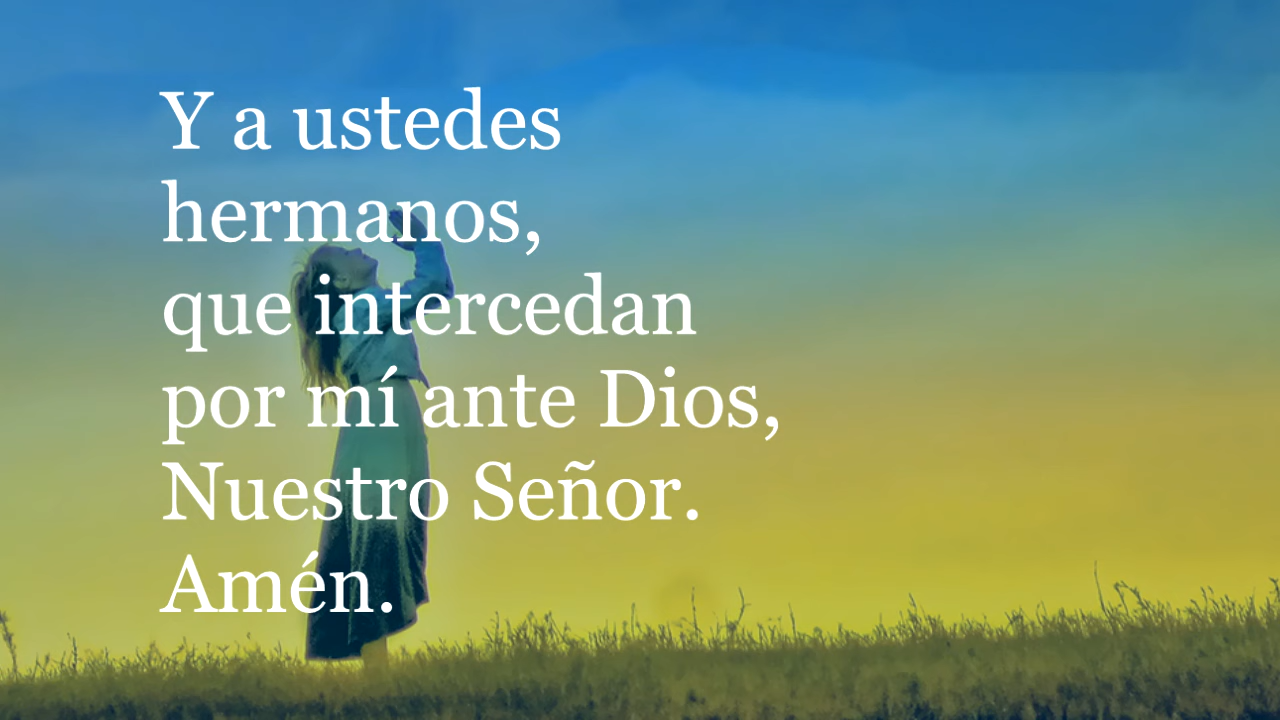 Y a ustedes
hermanos,
que intercedan
por mí ante Dios,
Nuestro Señor.
Amén.